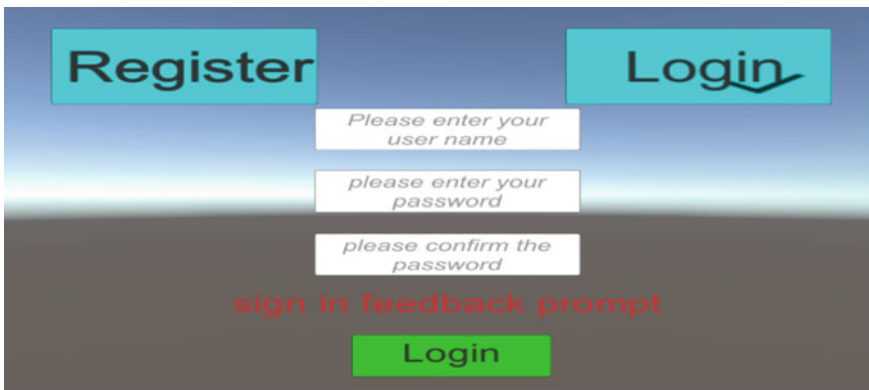 Register
Login
Please enter your
user name
please enter your
password
please confirm the
password
sign in feedback prompt
Login